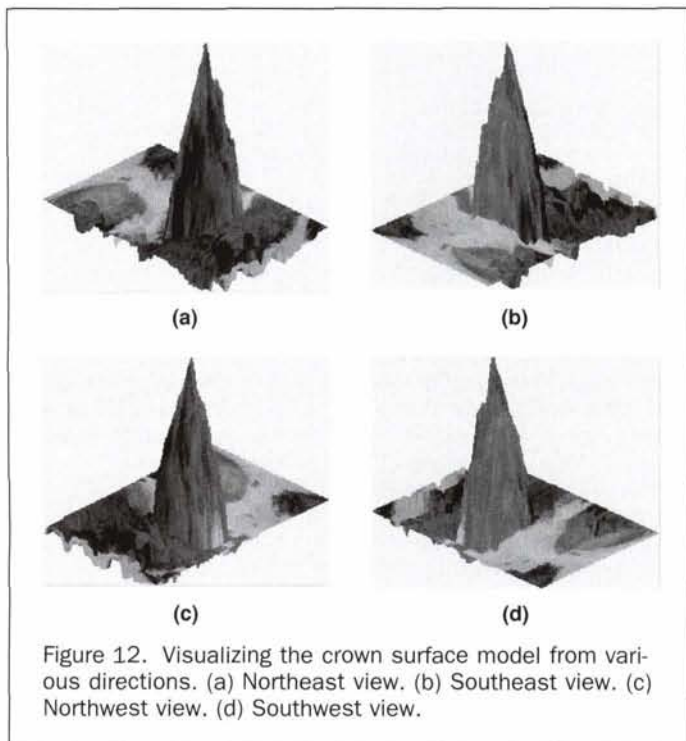 (a)
(b)
(c)
(d)
Figure 12. Visualizing the crown surface model from vari-
ous directions. (a) Northeast view. (b) Southeast view. (c)
Northwest view. (d) Southwest view.